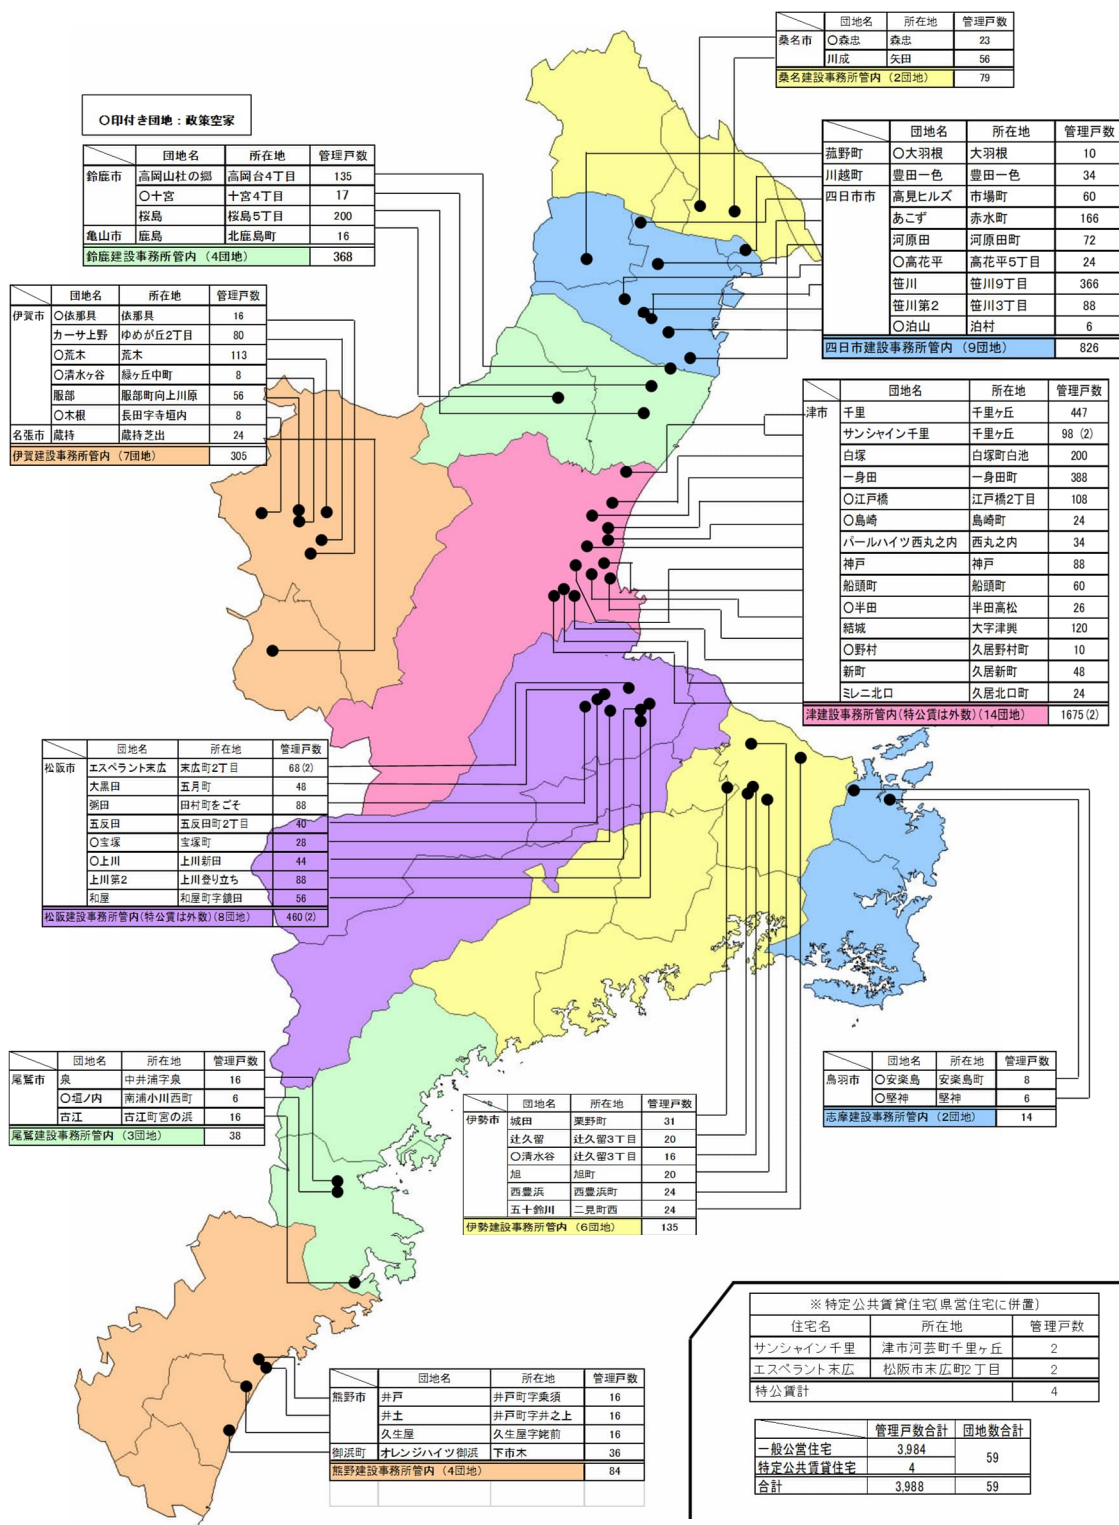 団地名 所在地 管理戸数
桑名市 〇森忠 森忠 23
川成 矢田 56
桑名建設事務所管内（2団地） 79
〇印付き団地：政策空家
団地名 所在地 管理戸数
鈴鹿市 高岡山杜の郷 高岡台4丁目 135
〇十宮 十宮4丁目 17
桜島 桜島5丁目 200
亀山市 鹿島 北鹿島町 16
鈴鹿建設事務所管内（4団地） 368
団地名 所在地 管理戸数
菰野町 〇大羽根 大羽根 10
川越町 豊田一色 豊田一色 34
四日市市 高見ヒルズ 市場町 60
あこず 赤水町 166
河原田 河原田町 72
〇高花平 高花平5丁目 24
笹川 笹川9丁目 366
笹川第2 笹川3丁目 88
〇泊山 泊村 6
四日市建設事務所管内（9団地） 826
団地名 所在地 管理戸数
伊賀市 〇依那具 依那具 16
カーサ上野 ゆめが丘2丁目 80
〇荒木 荒木 113
〇清水ヶ谷 緑ヶ丘中町 8
服部 服部町向上川原 56
〇木根 長田字寺垣内 8
名張市 蔵持 蔵持芝出 24
伊賀建設事務所管内（7団地） 305
団地名 所在地 管理戸数
津市 千里 千里ヶ丘 447
サンシャイン千里 千里ヶ丘 98（2）
白塚 白塚町白池 200
一身田 一身田町 388
〇江戸橋 江戸橋2丁目 108
〇島崎 島崎町 24
パールハイツ西丸之内 西丸之内 34
神戸 神戸 88
船頭町 船頭町 60
〇半田 半田高松 26
結城 大字津興 120
〇野村 久居野村町 10
新町 久居新町 48
ミレニ北口 久居北口町 24
津建設事務所管内（特公賃は外数）（14団地） 1675（2）
団地名 所在地 管理戸数
松阪市 エスペラント末広 末広町2丁目 68（2）
大黒田 五月町 48
粥田 田村町をごそ 88
五反田 五反田町2丁目 40
〇宝塚 宝塚町 28
〇上川 上川新田 44
上川第2 上川登り立ち 88
和屋 和屋町字鏡田 56
松阪建設事務所管内（特公賃は外数）（8団地） 460（2）
団地名 所在地 管理戸数
尾鷲市 泉 中井浦字泉 16
〇垣ノ内 南浦小川西町 6
古江 古江町宮の浜 16
尾鷲建設事務所管内（3団地） 38
団地名 所在地 管理戸数
鳥羽市 〇安楽島 安楽島町 8
〇堅神 堅神 6
志摩建設事務所管内（2団地） 14
団地名 所在地 管理戸数
伊勢市 城田 粟野町 31
辻久留 辻久留3丁目 20
〇清水谷 辻久留3丁目 16
旭 旭町 20
西豊浜 西豊浜町 24
五十鈴川 二見町西 24
伊勢建設事務所管内（6団地） 135
団地名 所在地 管理戸数
熊野市 井戸 井戸町字乗須 16
井土 井戸町字井之上 16
久生屋 久生屋字姥前 16
御浜町 オレンジハイツ御浜 下市木 36
熊野建設事務所管内（4団地） 84
※特定公共賃貸住宅（県営住宅に併置）
住宅名 所在地 管理戸数
サンシャイン千里 津市河芸町千里ヶ丘 2
エスペラント末広 松阪市末広町2丁目 2
特公賃計 4
管理戸数合計 団地数合計
一般公営住宅 3,984 59
特定公共賃貸住宅 4
合計 3,988 59